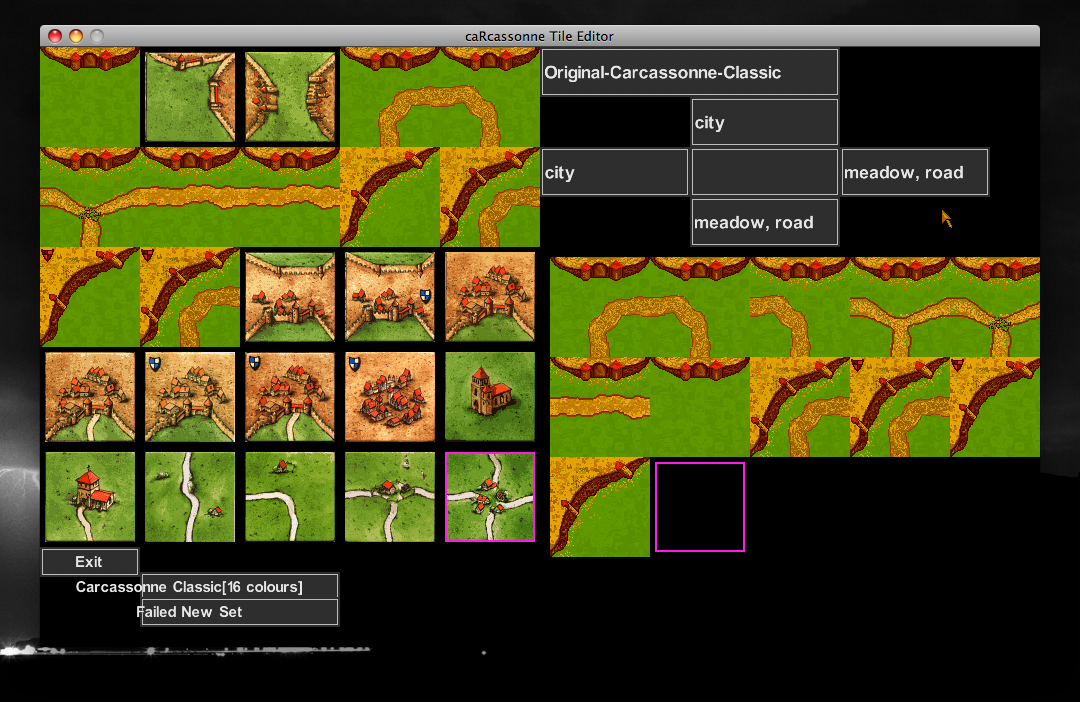 caRcassonne Tile Editor
Original-Carcassonne-Classic
city
city
meadow, road
meadow, road
Exit
Carcassonne Classic[16 colours]
Failed New Set